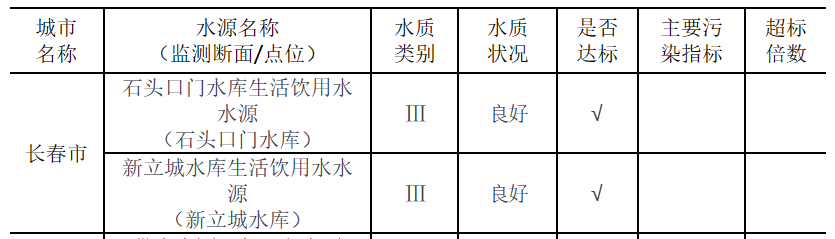 城市名称 水源名称（监测断面/点位） 水质类别 水质状况 是否达标 主要污染指标 超标倍数
长春市
石头口门水库生活饮用水
水源
（石头口门水库）
Ⅲ 良好 √
新立城水库生活饮用水水
源
（新立城水库）
Ⅲ 良好 √